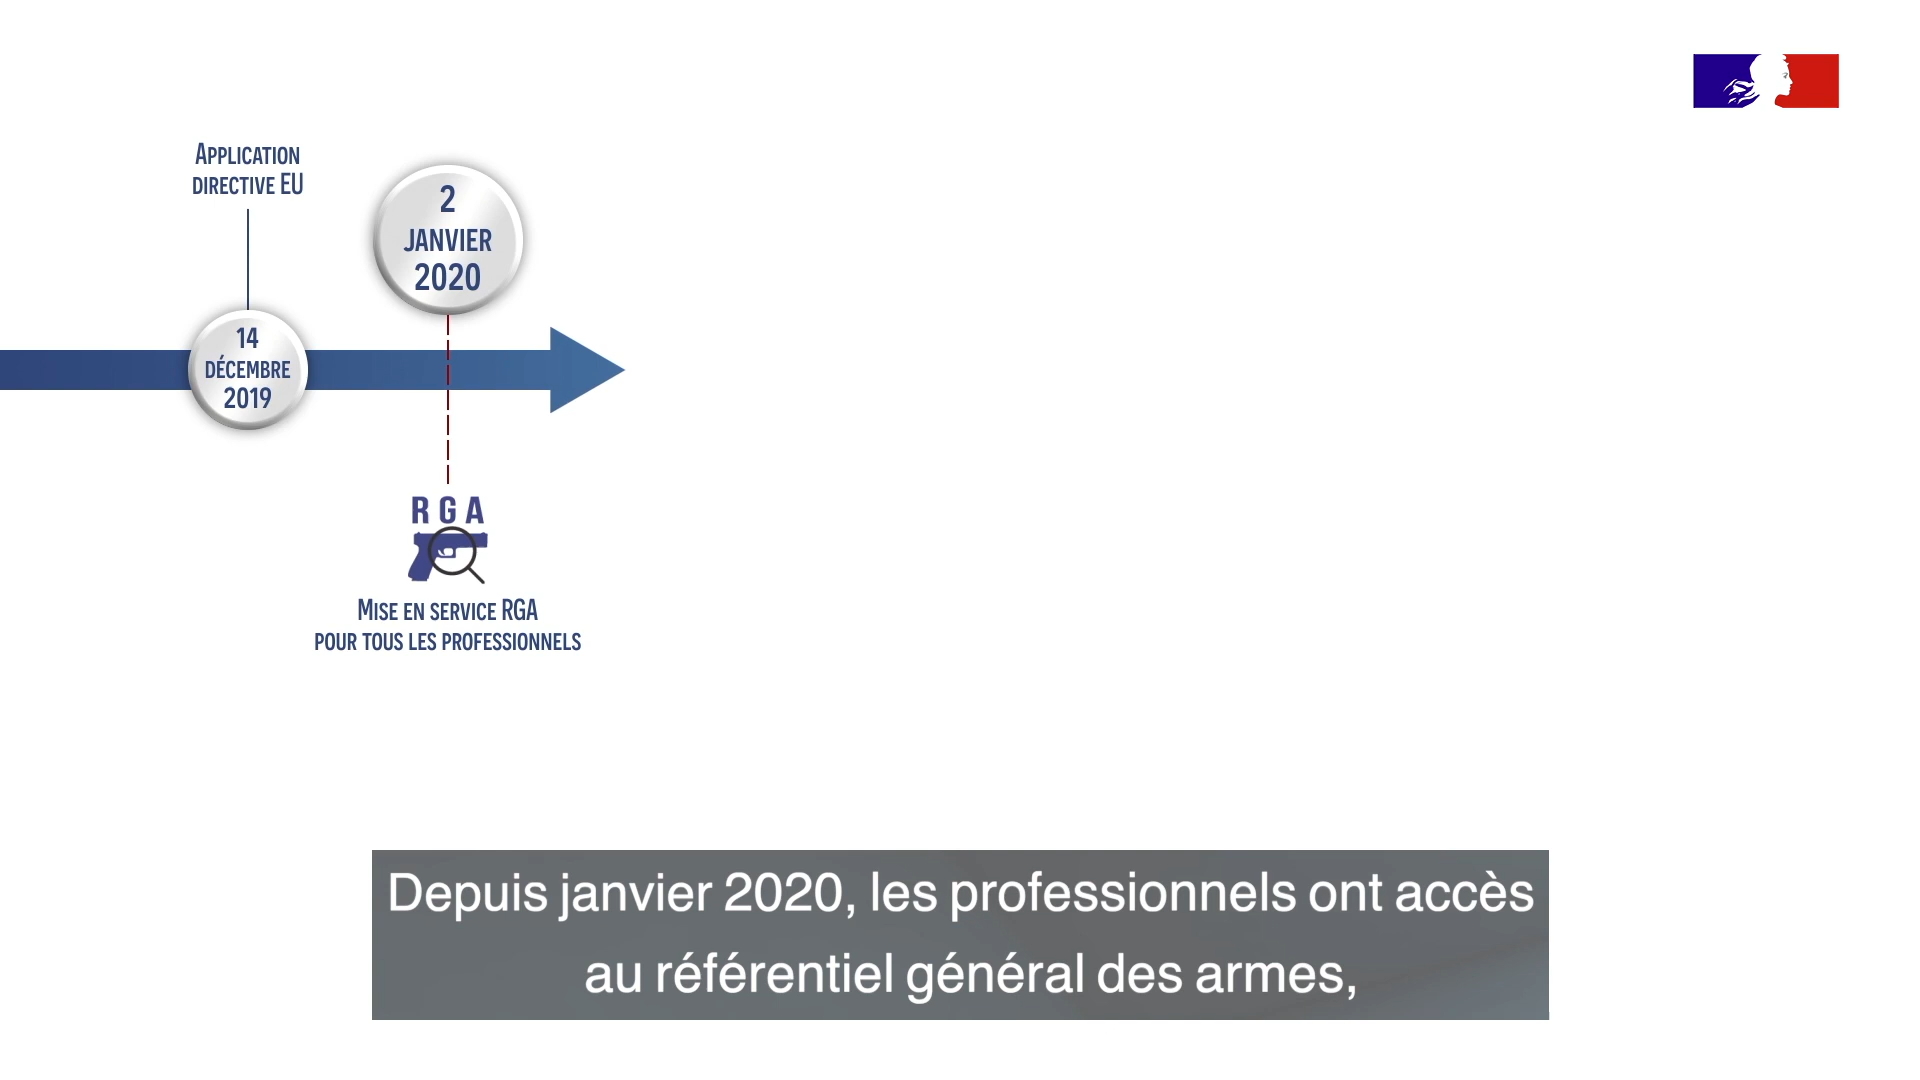 APPLICATION
DIRECTIVE EU
2
JANVIER
2020
14
DÉCEMBRE
2019
RGA
MISE EN SERVICE RGA
POUR TOUS LES PROFESSIONNELS
Depuis janvier 2020, les professionnels ont accès
au référentiel général des armes,